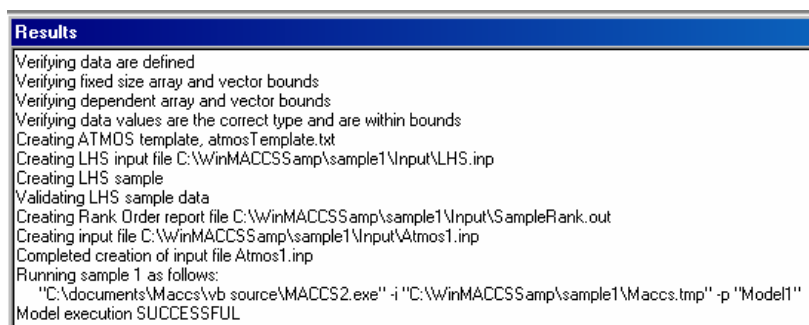 Results
Verifying data are defined
Verifying fixed size array and vector bounds
Verifying dependent array and vector bounds
Verifying data values are the correct type and are within bounds
Creating ATMOS template, atmosTemplate.txt
Creating LHS input file C:\WinMACCSSamp\sample1\Input\LHS.inp
Creating LHS sample
Validating LHS sample data
Creating Rank Order report file C:\WinMACCSSamp\sample1\Input\SampleRank.out
Creating input file C:\WinMACCSSamp\sample1\Input\Atmos1.inp
Completed creation of input file Atmos1.inp
Running sample 1 as follows:
"C:\documents\Maccs\vb source\MACCS2.exe" -i "C:\WinMACCSSamp\sample1\Maccs.tmp" -p "Model1"
Model execution SUCCESSFUL